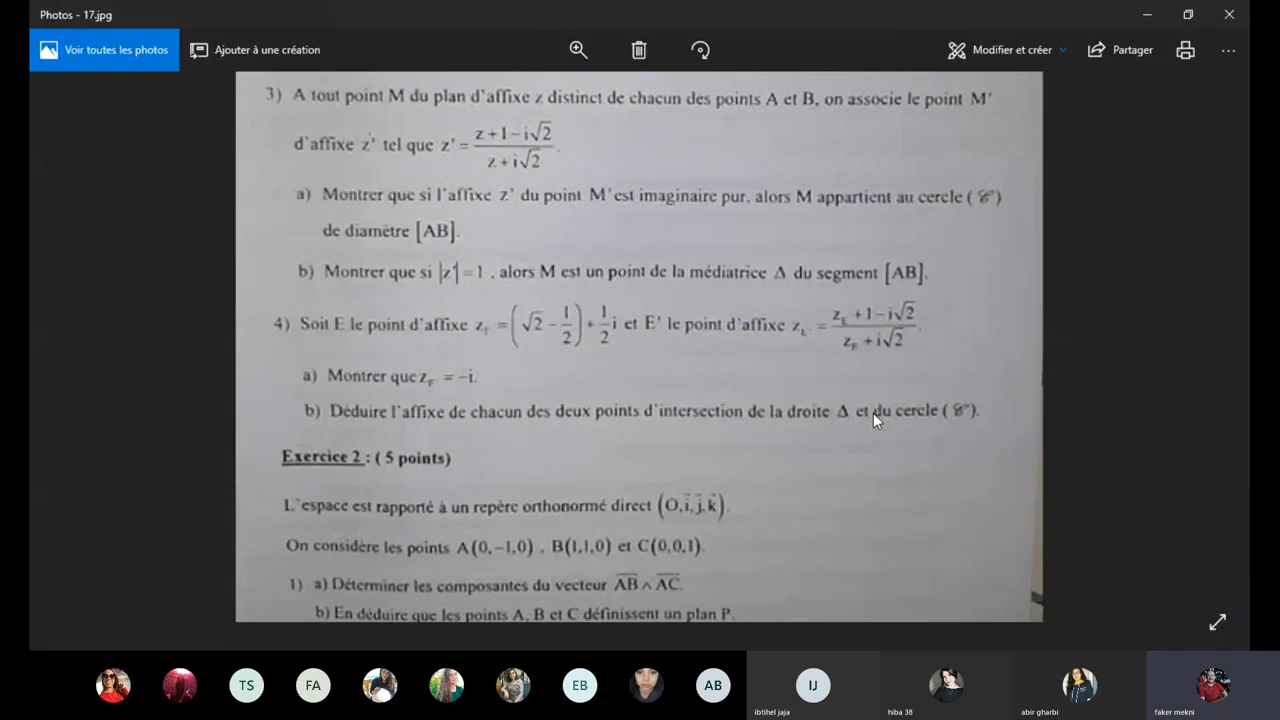 Photos - 17.jpg
Voir toutes les photos
Ajouter à une création
Modifier et créer
Partager
3) A tout point M du plan d'affixe z distinct de chacun des points A et B, on associe le point M'
d'affixe z' tel que z' = (z + 1 − i√2) / (z + i√2).
a) Montrer que si l'affixe z' du point M' est imaginaire pur, alors M appartient au cercle (𝒞)
de diamètre [AB].
b) Montrer que si |z'| = 1, alors M est un point de la médiatrice Δ du segment [AB].
4) Soit E le point d'affixe z_E = (√2 − 1/2) + 1/2 i et E' le point d'affixe z_E' = (z_E + 1 − i√2) / (z_E + i√2).
a) Montrer que z_E' = −i.
b) Déduire l'affixe de chacun des deux points d'intersection de la droite Δ et du cercle (𝒞).
Exercice 2 : ( 5 points)
L'espace est rapporté à un repère orthonormé direct (O, i, j, k).
On considère les points A(0,−1,0) , B(1,1,0) et C(0,0,1).
1) a) Déterminer les composantes du vecteur AB ∧ AC.
b) En déduire que les points A, B et C définissent un plan P.
TS
FA
EB
AB
IJ
ibtihel jaja
hiba 38
abir gharbi
faker mekni